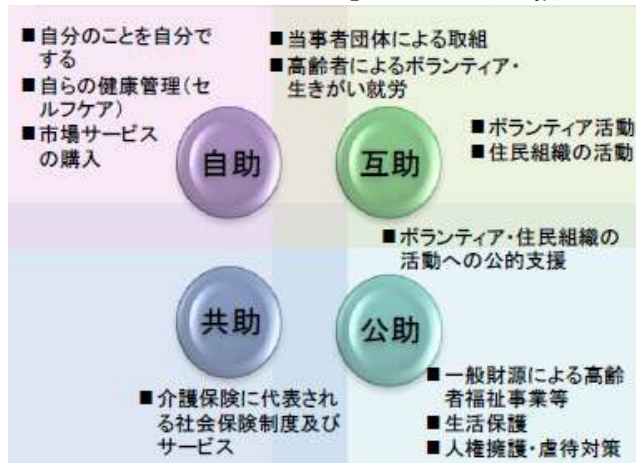 ■自分のことを自分で
する
■自らの健康管理(セ
ルフケア)
■市場サービス
の購入
■当事者団体による取組
■高齢者によるボランティア・
生きがい就労
■ボランティア活動
■住民組織の活動
自助
互助
■ボランティア・住民組織の
活動への公的支援
共助
公助
■介護保険に代表され
る社会保険制度及び
サービス
■一般財源による高齢
者福祉事業等
■生活保護
■人権擁護・虐待対策